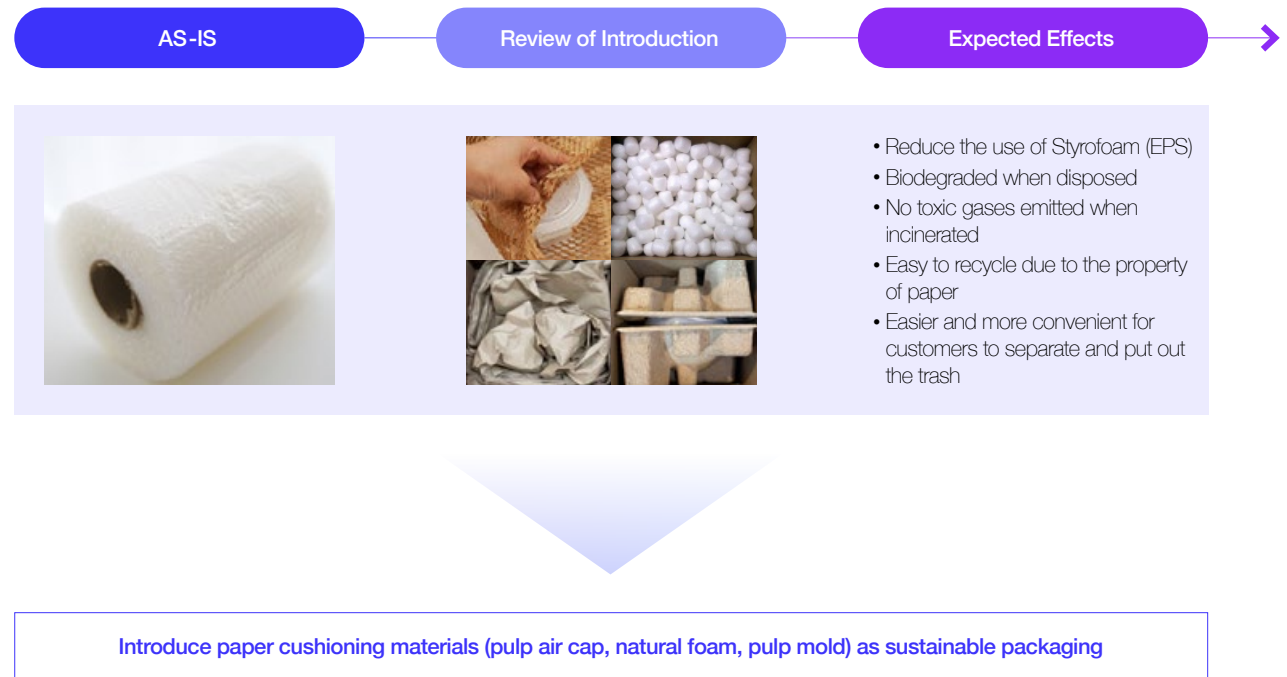 AS-IS
Review of Introduction
Expected Effects
• Reduce the use of Styrofoam (EPS)
• Biodegraded when disposed
• No toxic gases emitted when
incinerated
• Easy to recycle due to the property
of paper
• Easier and more convenient for
customers to separate and put out
the trash
Introduce paper cushioning materials (pulp air cap, natural foam, pulp mold) as sustainable packaging